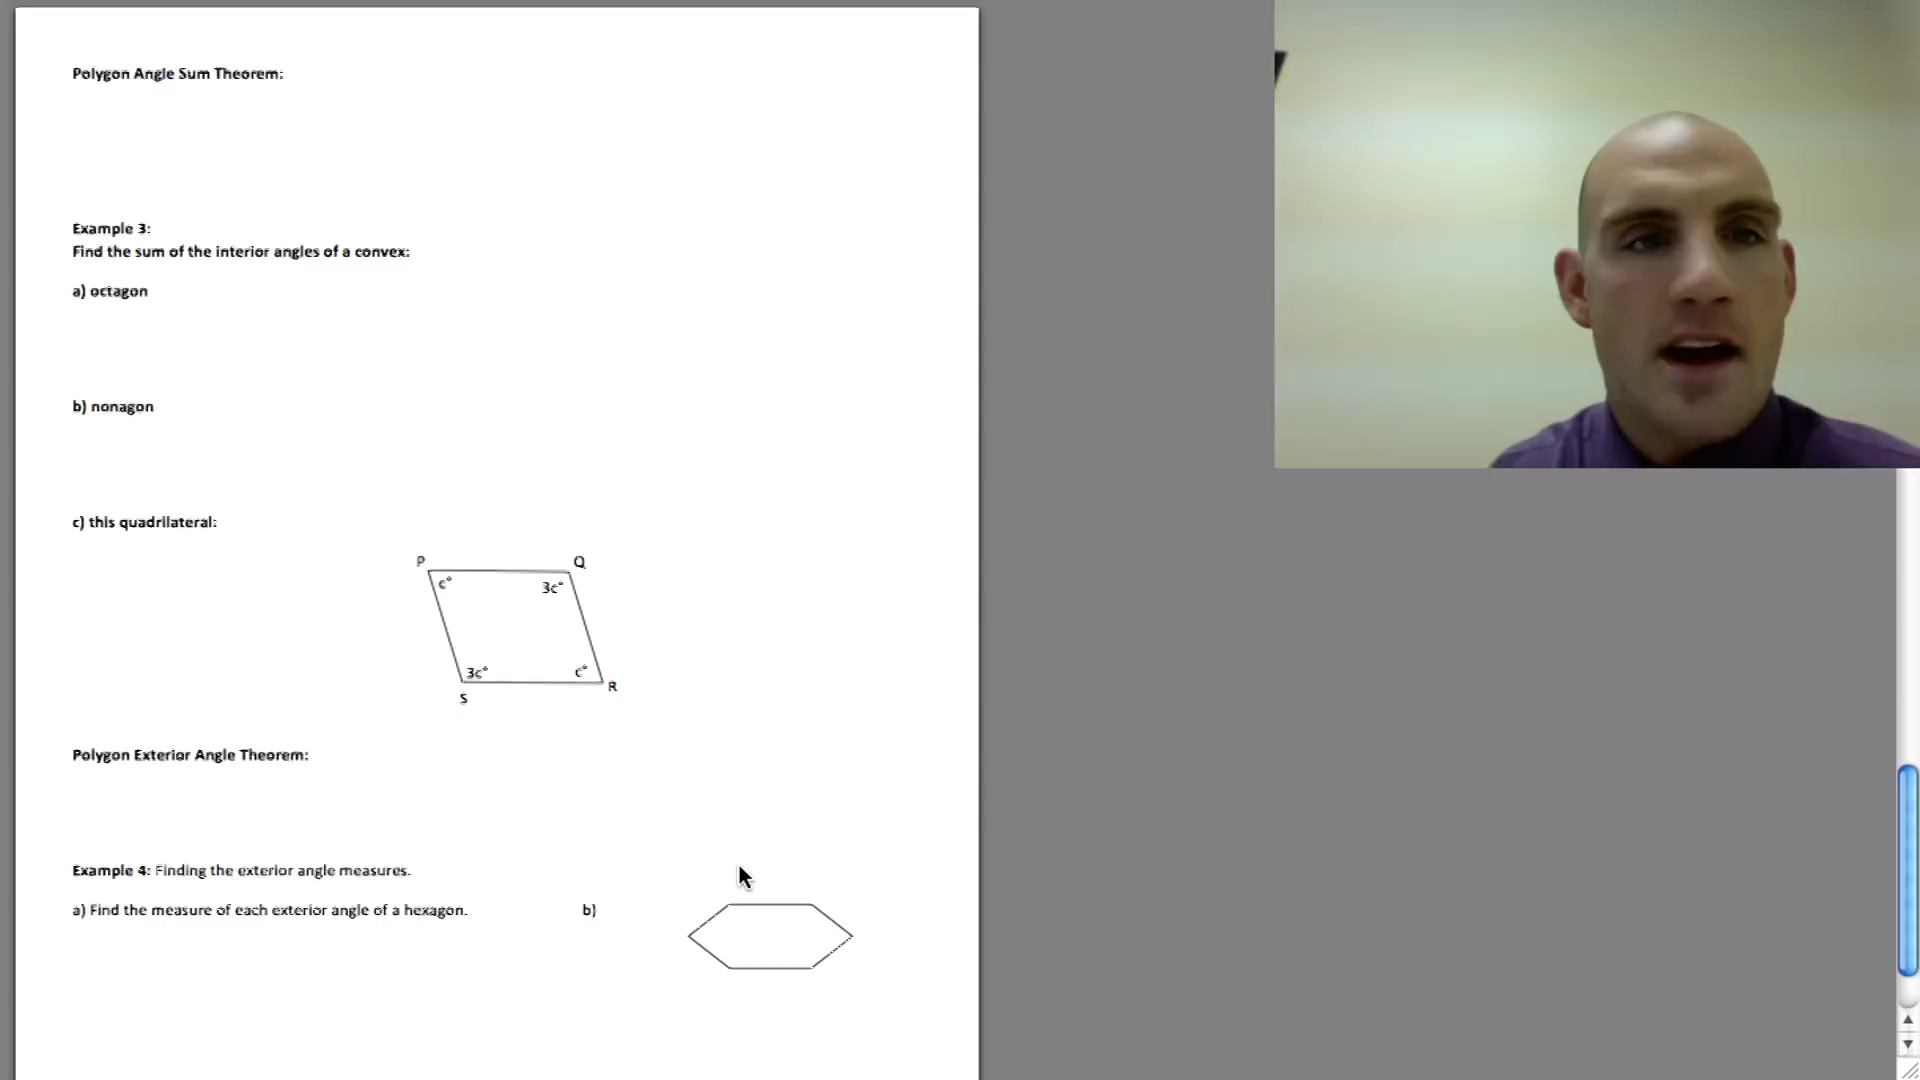 Polygon Angle Sum Theorem:
Example 3:
Find the sum of the interior angles of a convex:
a) octagon
b) nonagon
c) this quadrilateral:
P
Q
c°
3c°
3c°
c°
S
R
Polygon Exterior Angle Theorem:
Example 4: Finding the exterior angle measures.
a) Find the measure of each exterior angle of a hexagon.
b)